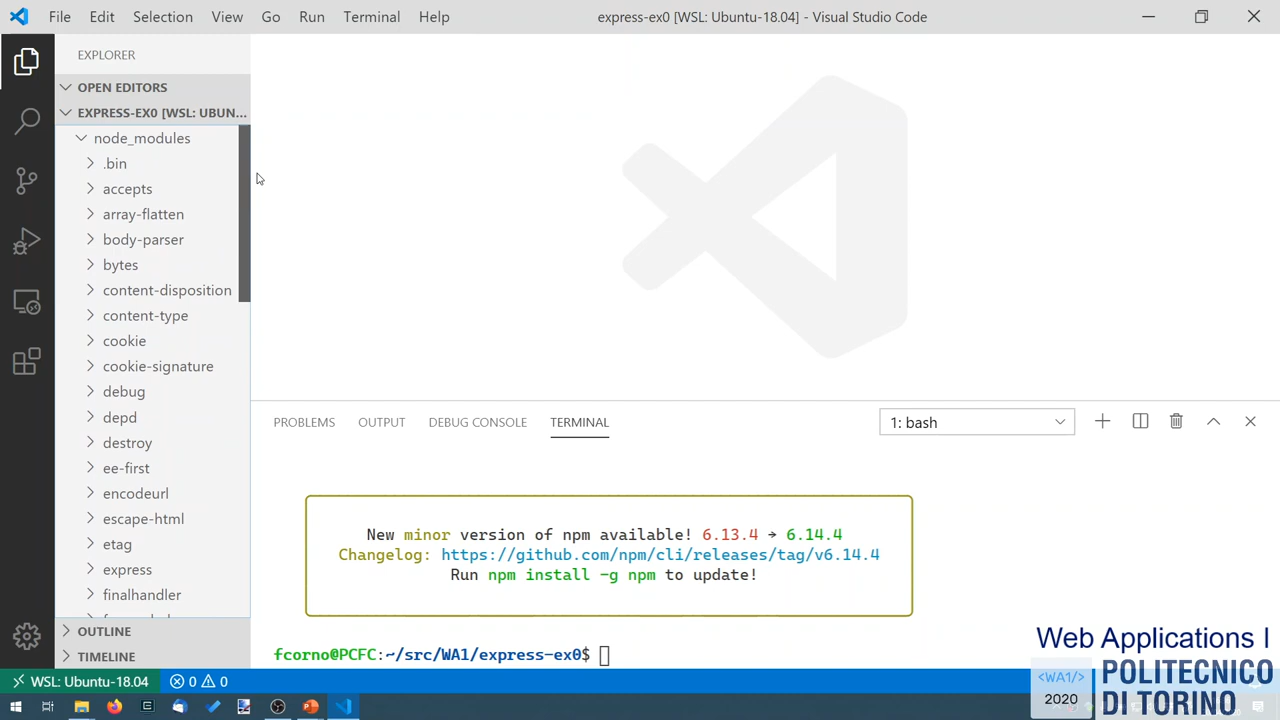 File Edit Selection View Go Run Terminal Help
express-ex0 [WSL: Ubuntu-18.04] - Visual Studio Code
EXPLORER
OPEN EDITORS
EXPRESS-EX0 [WSL: UBUN...
node_modules
.bin
accepts
array-flatten
body-parser
bytes
content-disposition
content-type
cookie
cookie-signature
debug
depd
destroy
ee-first
encodeurl
escape-html
etag
express
finalhandler
OUTLINE
TIMELINE
PROBLEMS OUTPUT DEBUG CONSOLE TERMINAL
1: bash
New minor version of npm available! 6.13.4 → 6.14.4
Changelog: https://github.com/npm/cli/releases/tag/v6.14.4
Run npm install -g npm to update!
fcorno@PCFC:~/src/WA1/express-ex0$
WSL: Ubuntu-18.04 0 0
Web Applications I
<WA1/>
2020
POLITECNICO
DI TORINO